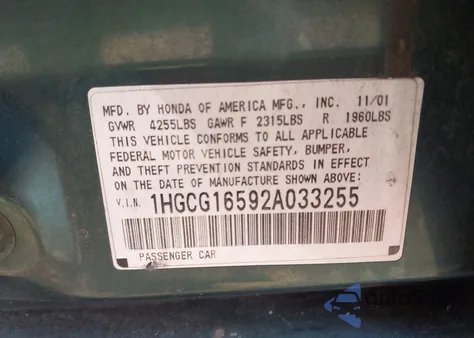 MFD. BY HONDA OF AMERICA MFG., INC. 11/01
GVWR 4255LBS GAWR F 2315LBS R 1960LBS
THIS VEHICLE CONFORMS TO ALL APPLICABLE
FEDERAL MOTOR VEHICLE SAFETY, BUMPER,
AND THEFT PREVENTION STANDARDS IN EFFECT
ON THE DATE OF MANUFACTURE SHOWN ABOVE.
V.I.N. 1HGCG16592A033255
PASSENGER CAR